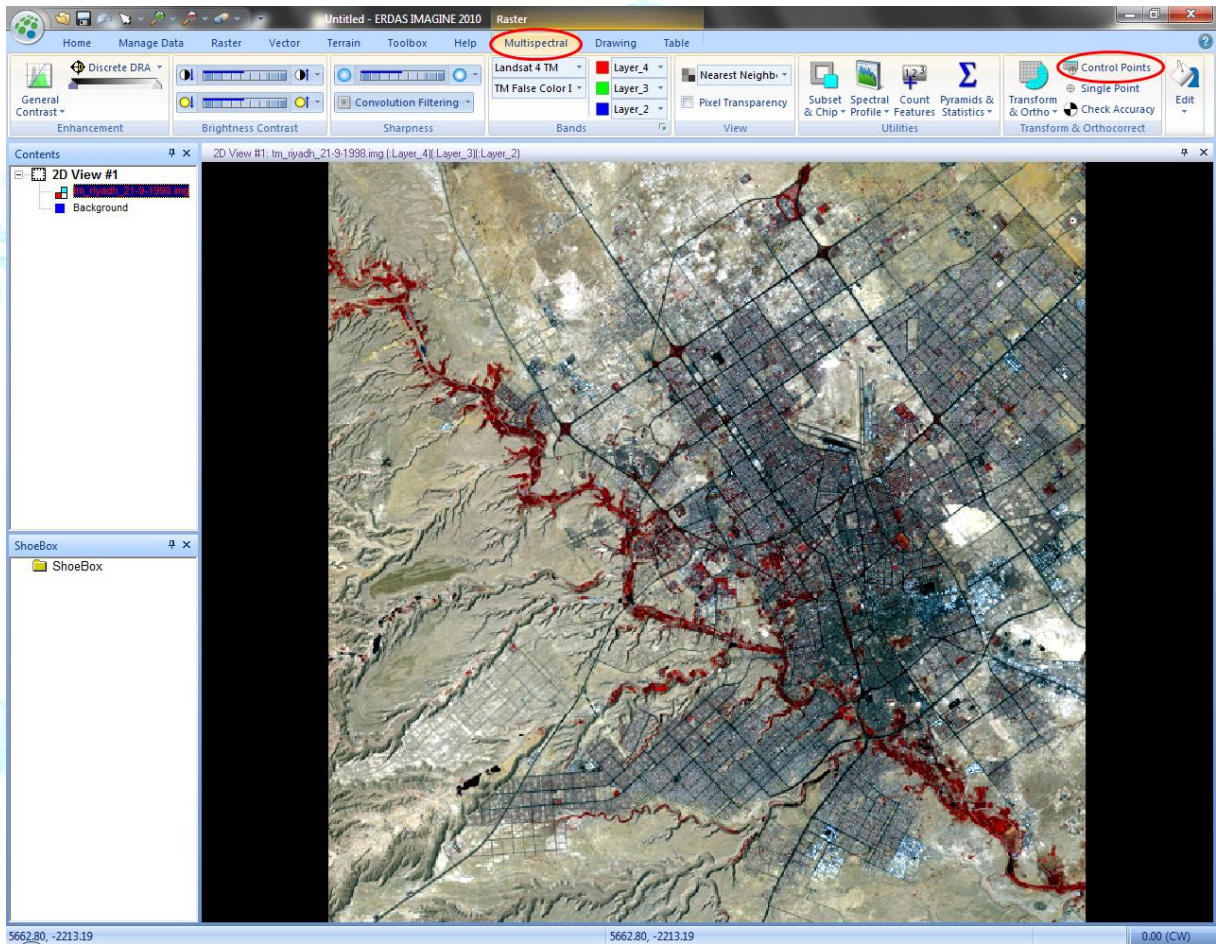 Untitled - ERDAS IMAGINE 2010 Raster
Home Manage Data Raster Vector Terrain Toolbox Help Multispectral Drawing Table
General Contrast
Discrete DRA
Enhancement
Brightness Contrast
Convolution Filtering
Sharpness
Landsat 4 TM
TM False Color I
Layer_4
Layer_3
Layer_2
Bands
Nearest Neighb
Pixel Transparency
View
Subset & Chip
Spectral Profile
Count Features
Pyramids & Statistics
Utilities
Transform & Ortho
Control Points
Single Point
Check Accuracy
Transform & Orthocorrect
Edit
Contents
2D View #1
tm_riyadh_21-9-1998.img
Background
2D View #1: tm_riyadh_21-9-1998.img (:Layer_4)(:Layer_3)(:Layer_2)
ShoeBox
ShoeBox
5662.80, -2213.19
5662.80, -2213.19
0.00 (CW)